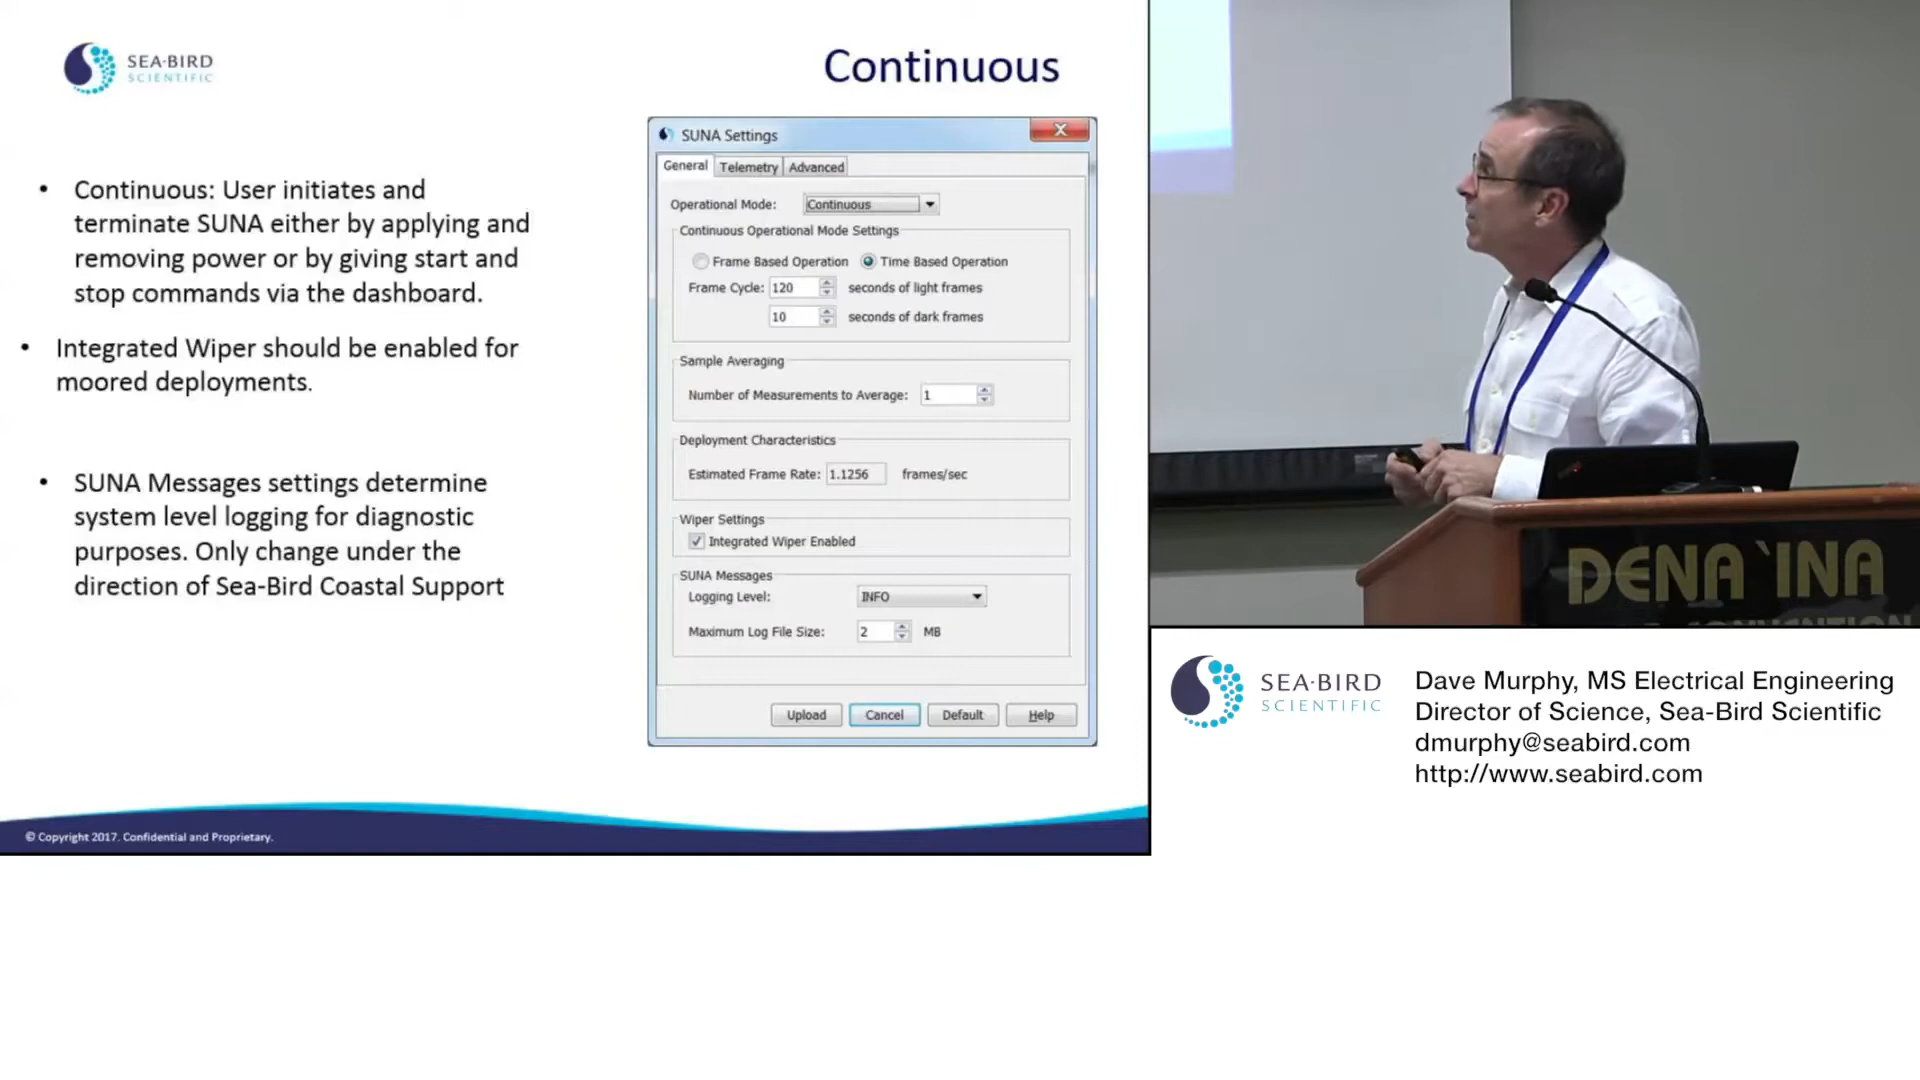 SEA·BIRD
SCIENTIFIC
Continuous
• Continuous: User initiates and
terminate SUNA either by applying and
removing power or by giving start and
stop commands via the dashboard.
• Integrated Wiper should be enabled for
moored deployments.
• SUNA Messages settings determine
system level logging for diagnostic
purposes. Only change under the
direction of Sea-Bird Coastal Support
SUNA Settings
General Telemetry Advanced
Operational Mode: Continuous
Continuous Operational Mode Settings
Frame Based Operation Time Based Operation
Frame Cycle: 120 seconds of light frames
10 seconds of dark frames
Sample Averaging
Number of Measurements to Average: 1
Deployment Characteristics
Estimated Frame Rate: 1.1256 frames/sec
Wiper Settings
Integrated Wiper Enabled
SUNA Messages
Logging Level: INFO
Maximum Log File Size: 2 MB
Upload Cancel Default Help
© Copyright 2017. Confidential and Proprietary.
DENA`INA
CONVENTION
SEA·BIRD
SCIENTIFIC
Dave Murphy, MS Electrical Engineering
Director of Science, Sea-Bird Scientific
dmurphy@seabird.com
http://www.seabird.com